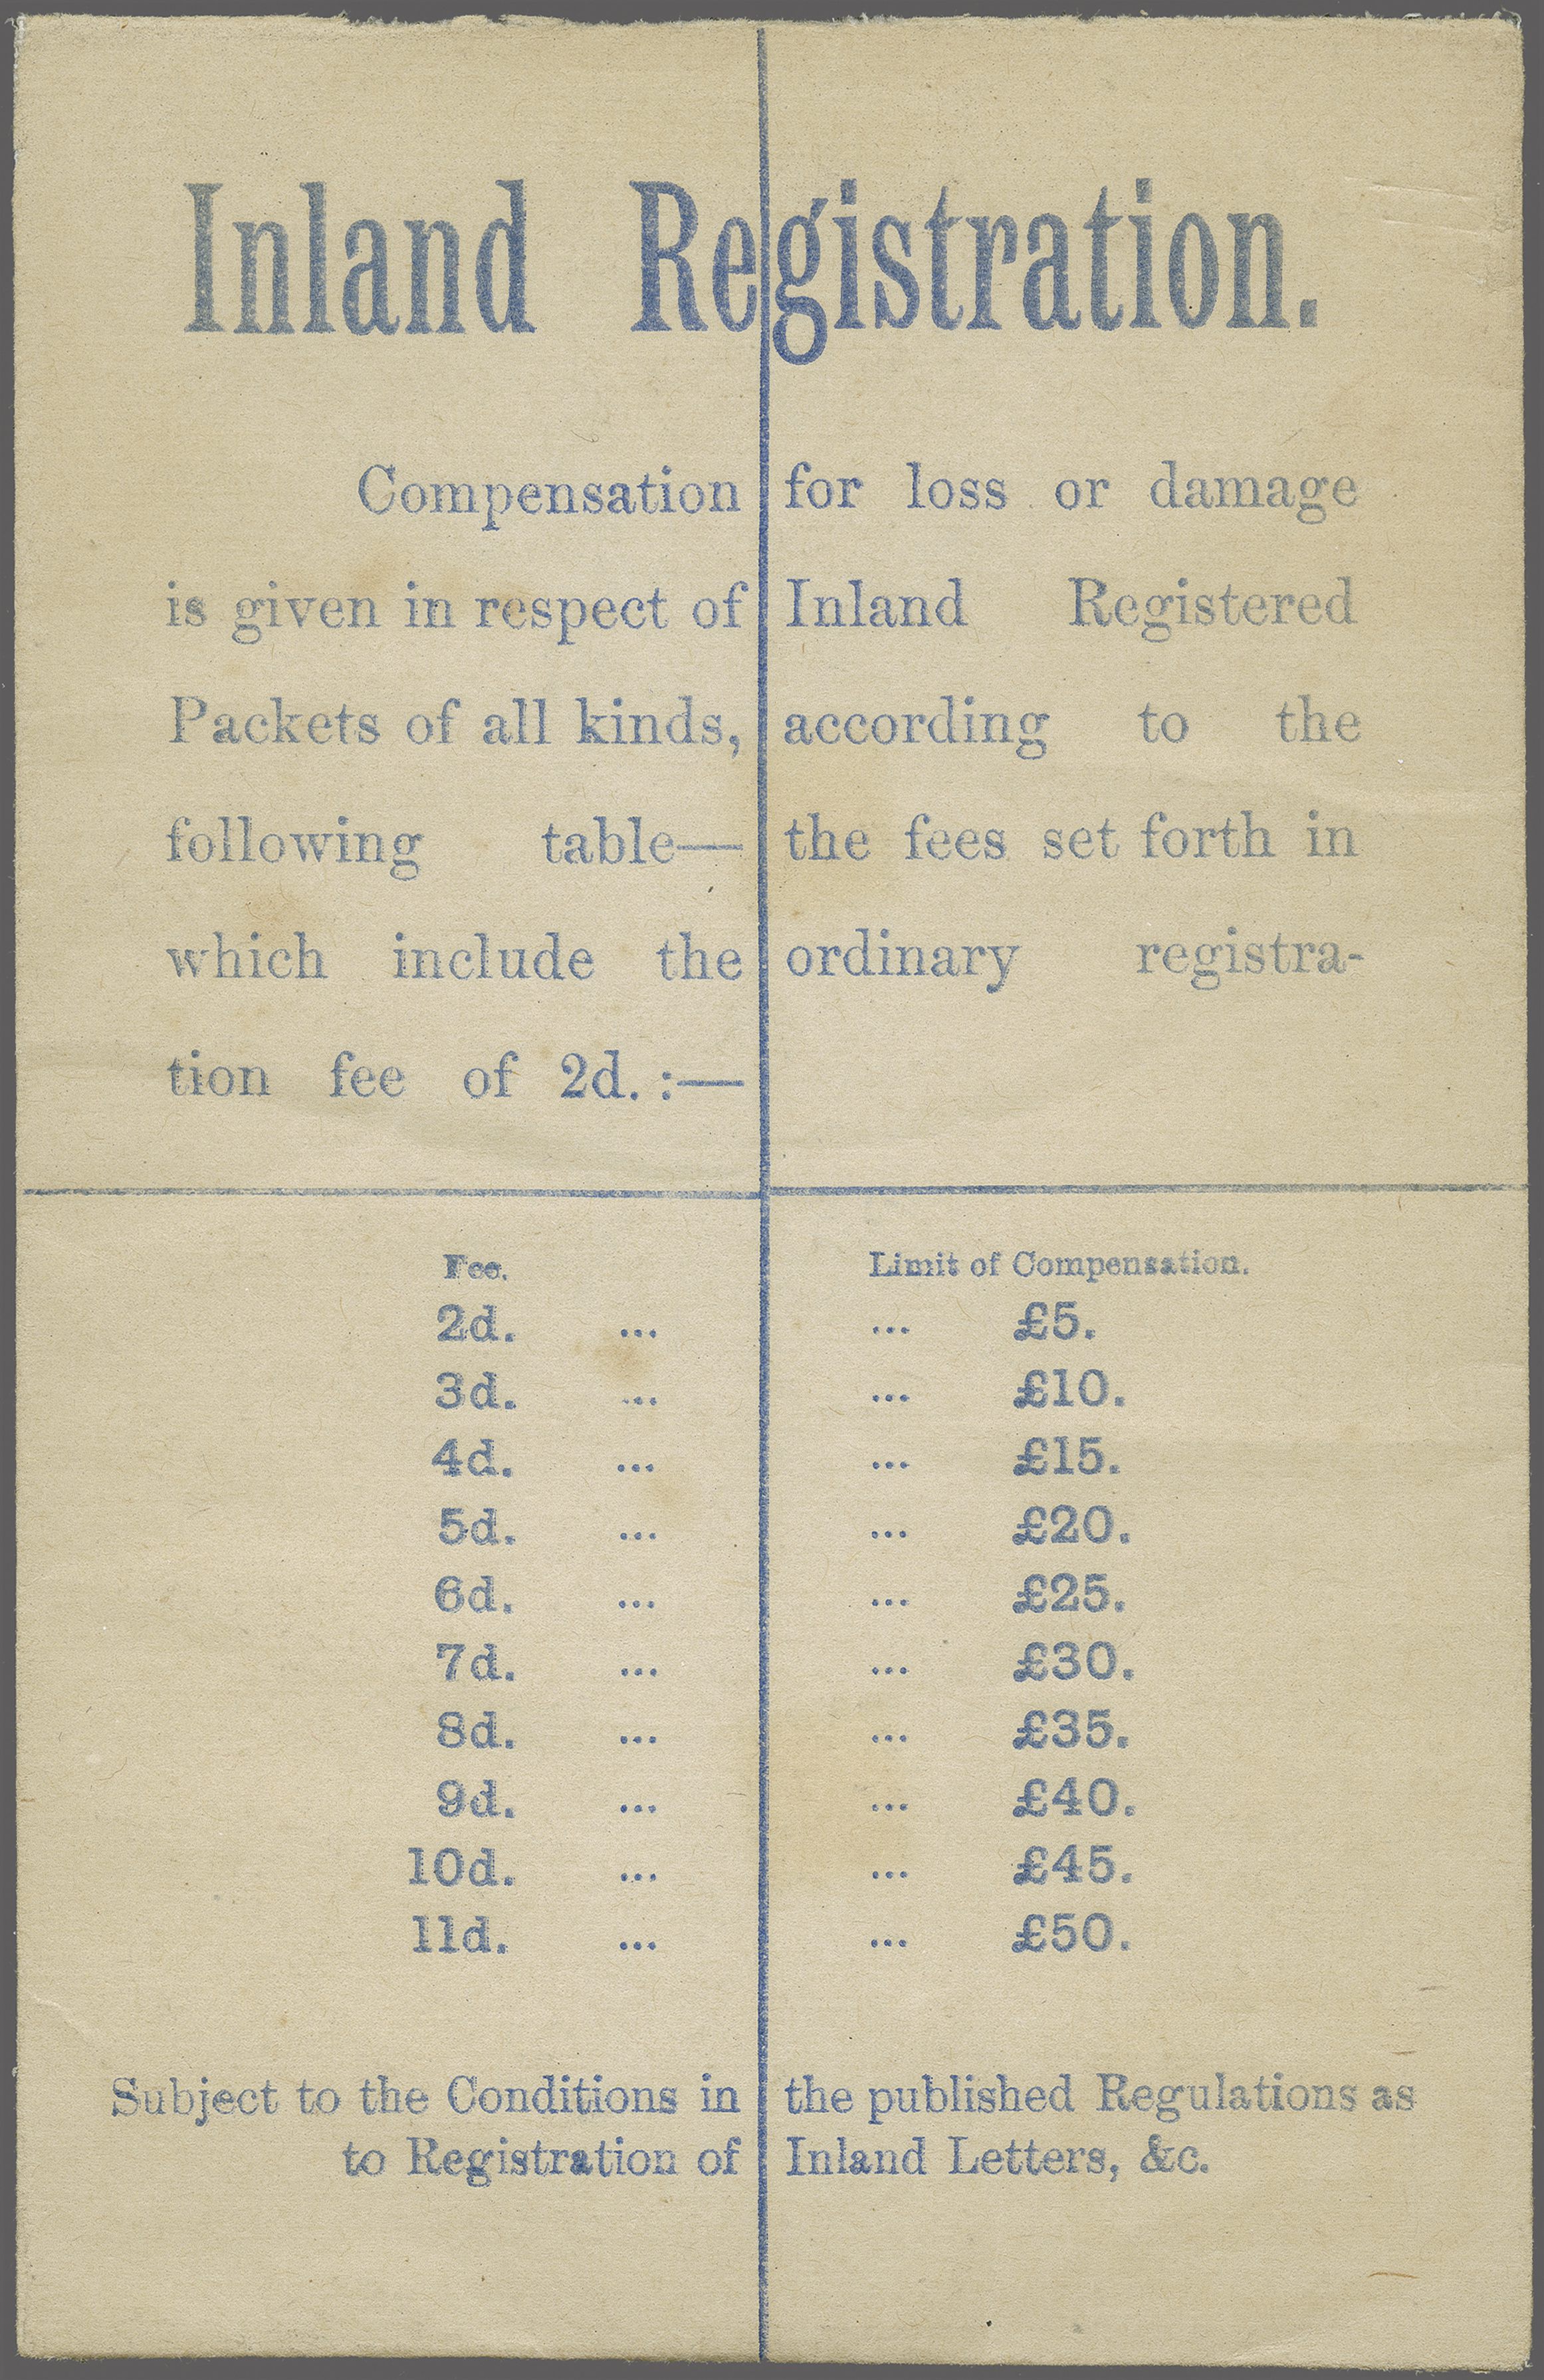 Inland Registration.
Compensation for loss or damage
is given in respect of Inland Registered
Packets of all kinds, according to the
following table— the fees set forth in
which include the ordinary registra-
tion fee of 2d. :—
Fee. Limit of Compensation.
2d. ... ... £5.
3d. ... ... £10.
4d. ... ... £15.
5d. ... ... £20.
6d. ... ... £25.
7d. ... ... £30.
8d. ... ... £35.
9d. ... ... £40.
10d. ... ... £45.
11d. ... ... £50.
Subject to the Conditions in the published Regulations as
to Registration of Inland Letters, &c.